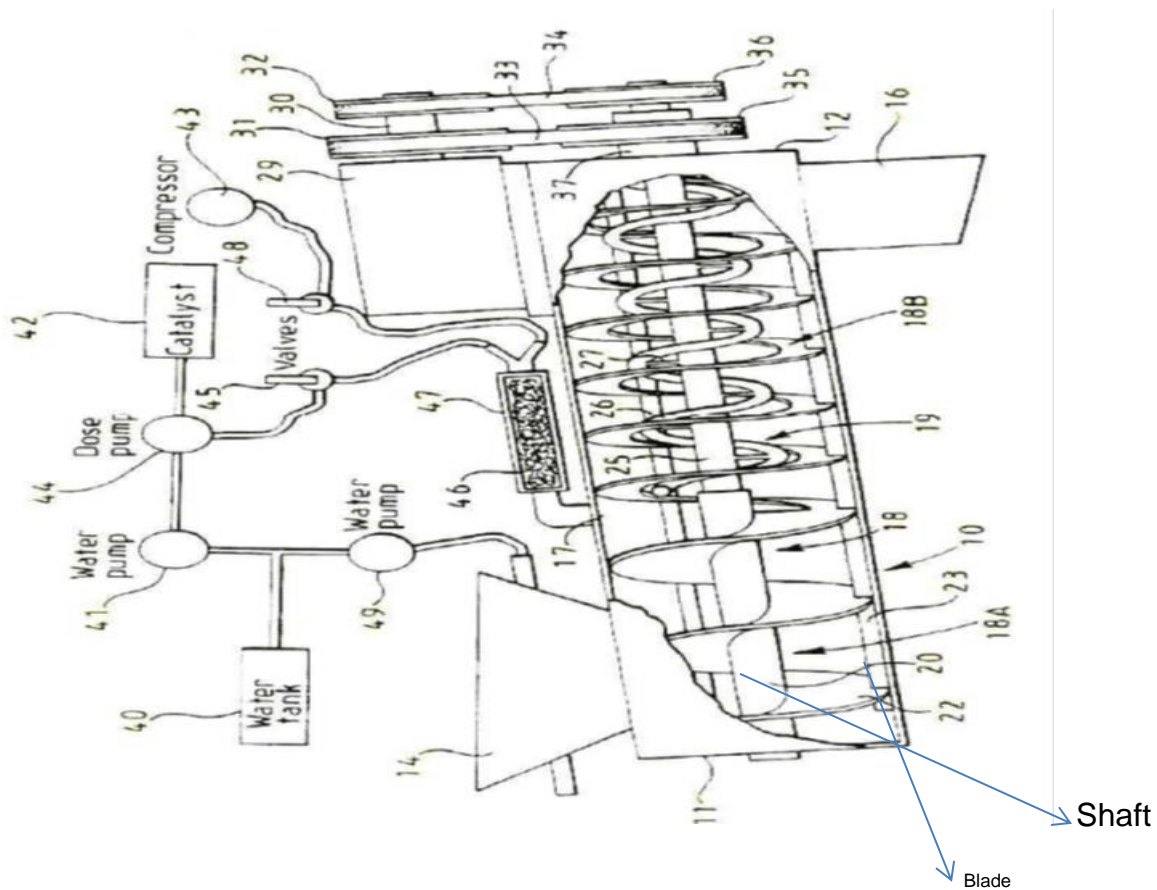 32
30
31
34
36
33
35
43
29
Compressor
12
16
37
48
42
Catalyst
Valves
45
27
18B
47
26
Dose
pump
44
25
19
46
Water
pump
41
Water
pump
49
17
18
10
23
18A
20
22
40
Water
tank
14
11
Shaft
Blade